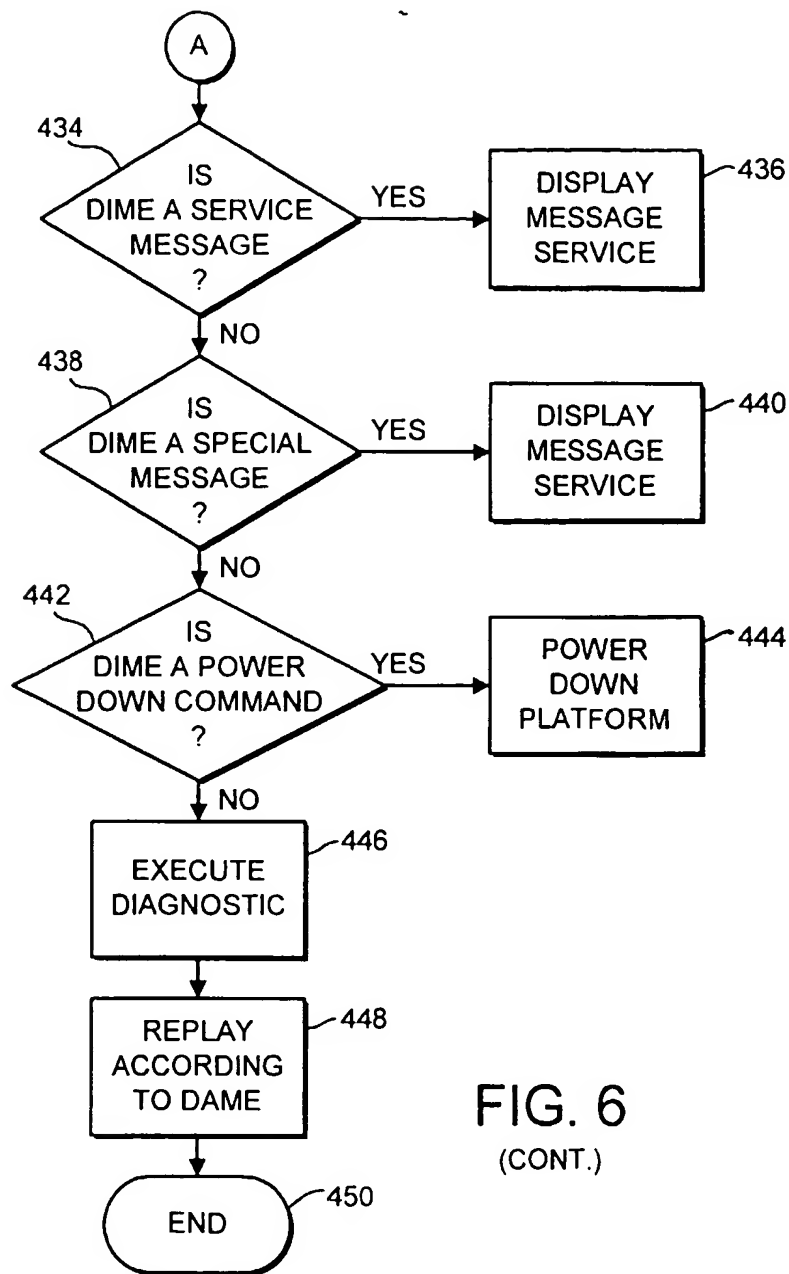 A
434
IS
DIME A SERVICE
MESSAGE
?
YES
DISPLAY
MESSAGE
SERVICE
436
NO
438
IS
DIME A SPECIAL
MESSAGE
?
YES
DISPLAY
MESSAGE
SERVICE
440
NO
442
IS
DIME A POWER
DOWN COMMAND
?
YES
POWER
DOWN
PLATFORM
444
NO
EXECUTE
DIAGNOSTIC
446
REPLAY
ACCORDING
TO DAME
448
END
450
FIG. 6
(CONT.)